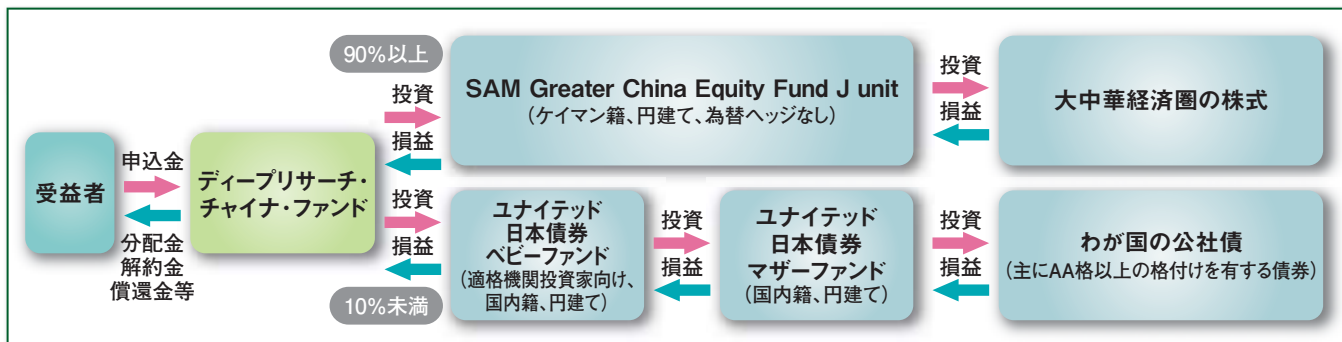 受益者
申込金
分配金
解約金
償還金等
ディープリサーチ・
チャイナ・ファンド
90%以上
投資
損益
SAM Greater China Equity Fund J unit
(ケイマン籍、円建て、為替ヘッジなし)
投資
損益
大中華経済圏の株式
投資
損益
10%未満
ユナイテッド
日本債券
ベビーファンド
(適格機関投資家向け、
国内籍、円建て)
投資
損益
ユナイテッド
日本債券
マザーファンド
(国内籍、円建て)
投資
損益
わが国の公社債
(主にAA格以上の格付けを有する債券)